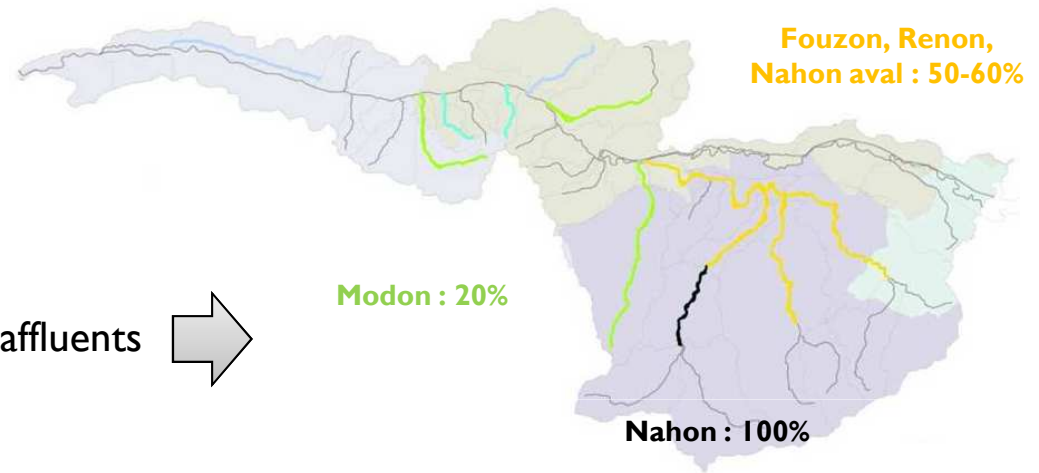 Fouzon, Renon,
Nahon aval : 50-60%
Modon : 20%
affluents
Nahon : 100%